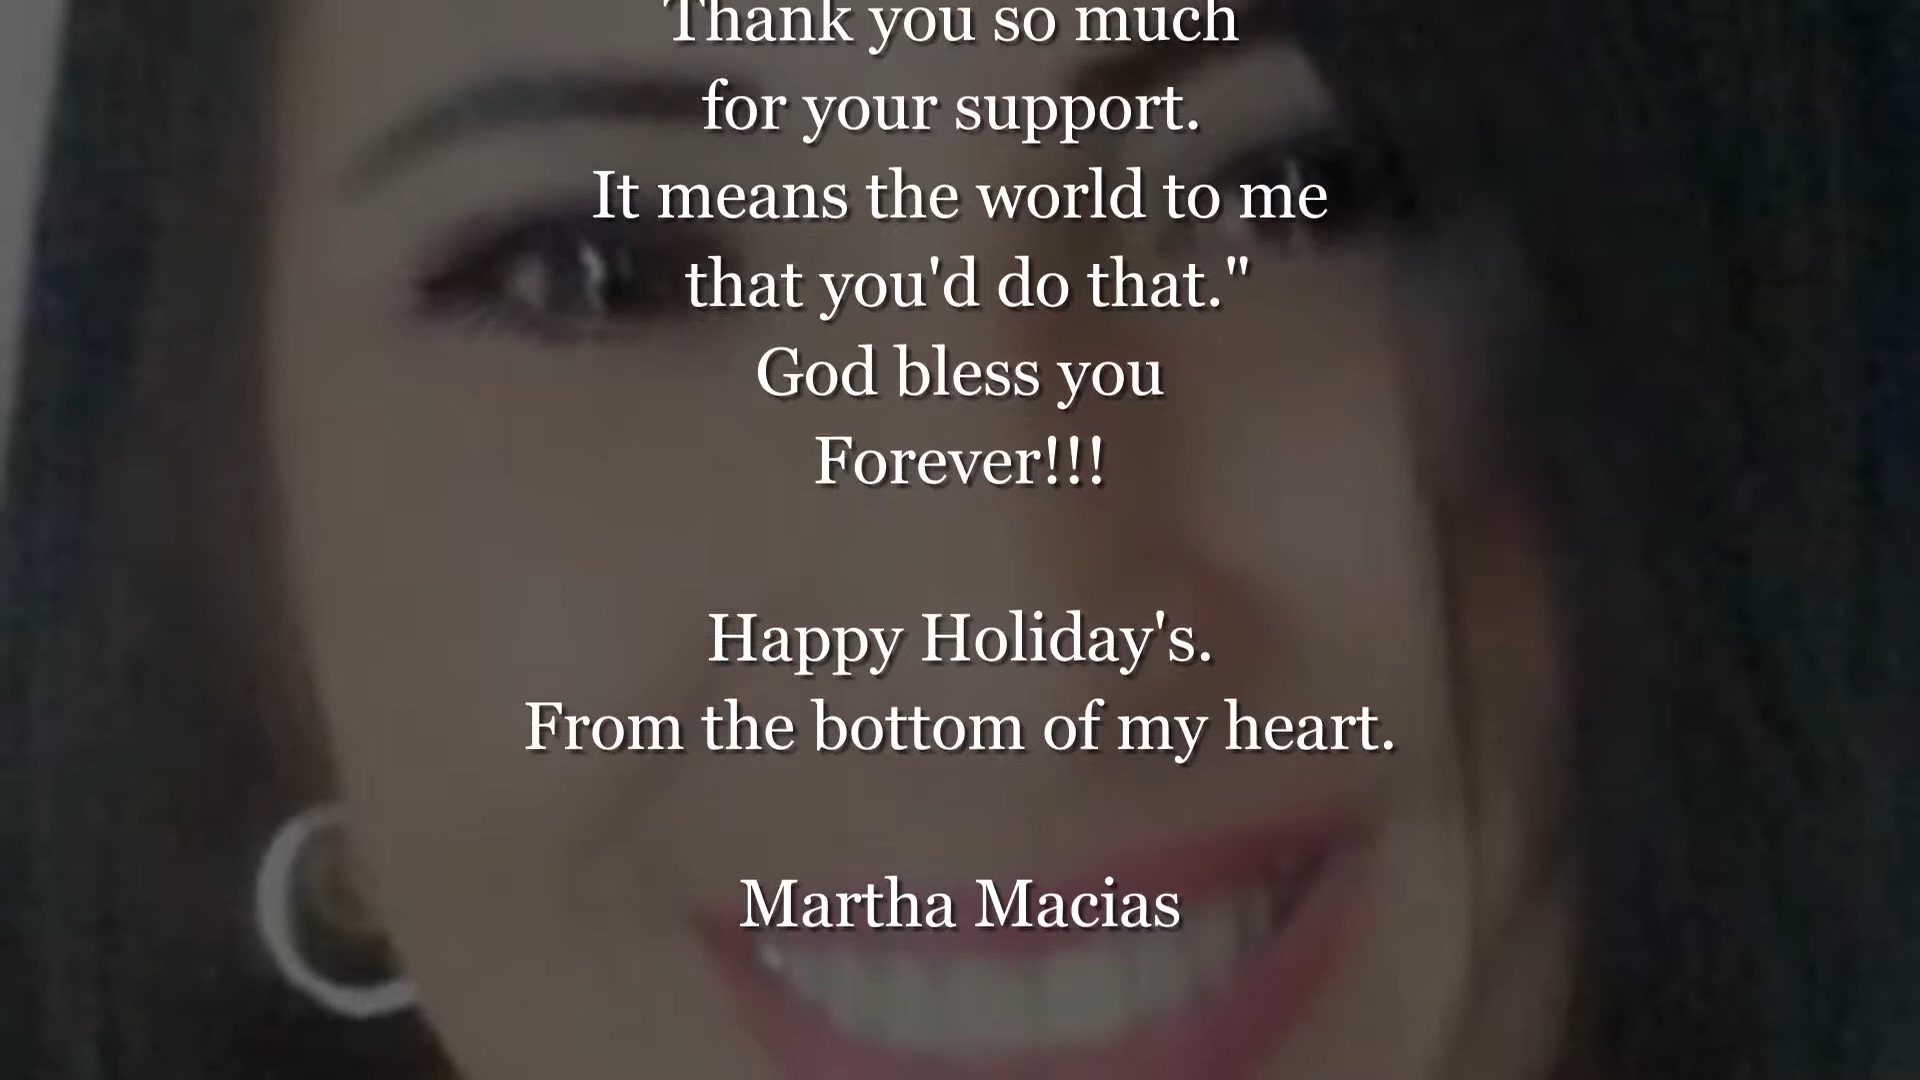 Thank you so much
for your support.
It means the world to me
that you'd do that."
God bless you
Forever!!!
Happy Holiday's.
From the bottom of my heart.
Martha Macias